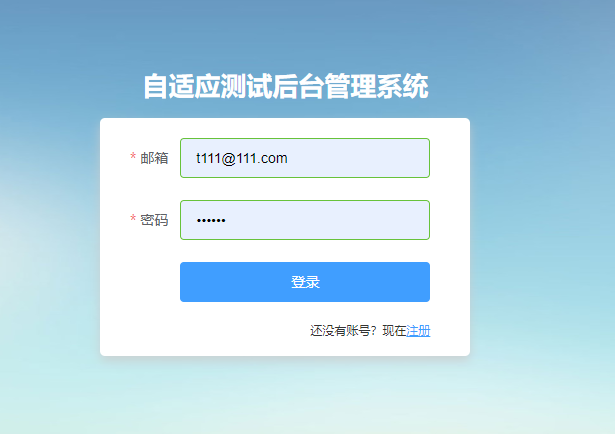 自适应测试后台管理系统
* 邮箱 t111@111.com
* 密码 ••••••
登录
还没有账号？现在注册